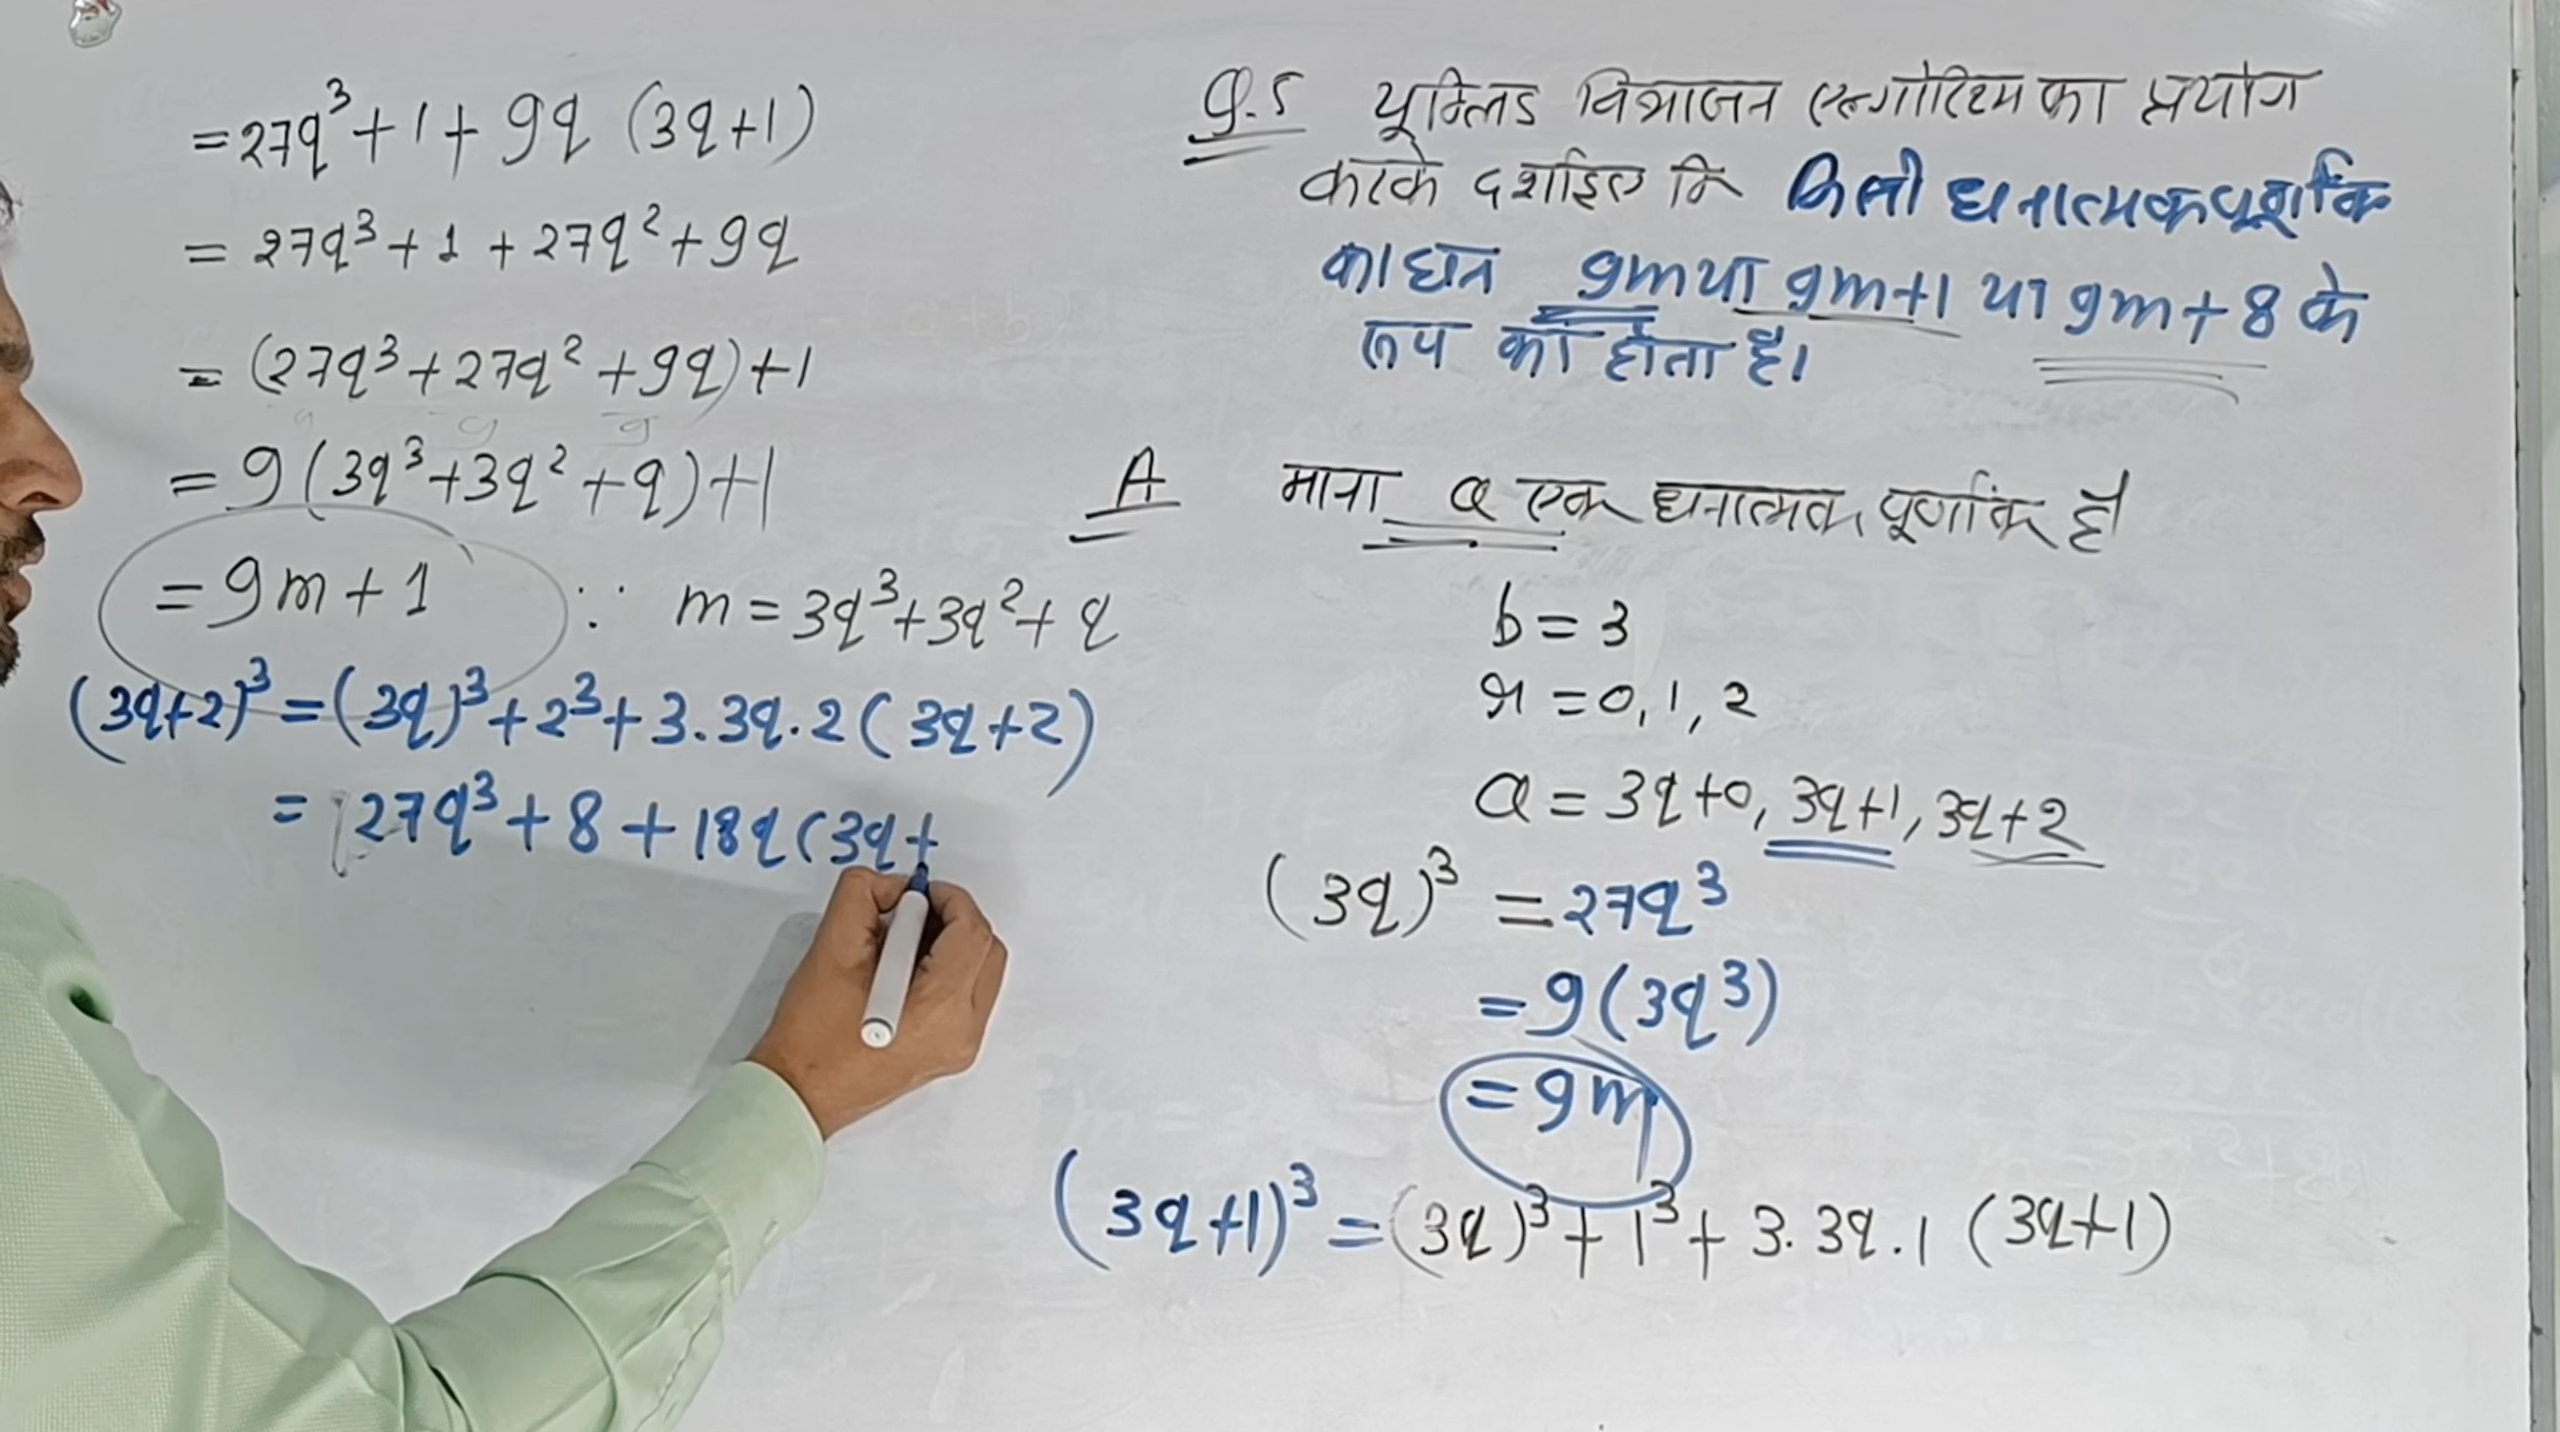 Q.5 यूक्लिड विभाजन एल्गोरिदम का प्रयोग
करके दर्शाइए कि किसी धनात्मक पूर्णांक
का घन 9m या 9m+1 या 9m+8 के
रूप का होता है।
A माना a एक धनात्मक पूर्णांक है
b = 3
r = 0, 1, 2
a = 3q+0, 3q+1, 3q+2
(3q)³ = 27q³
= 9(3q³)
= 9m
(3q+1)³ = (3q)³ + 1³ + 3.3q.1 (3q+1)
= 27q³ + 1 + 9q (3q+1)
= 27q³ + 1 + 27q² + 9q
= (27q³ + 27q² + 9q) + 1
= 9(3q³ + 3q² + q) + 1
= 9m + 1 ∵ m = 3q³ + 3q² + q
(3q+2)³ = (3q)³ + 2³ + 3.3q.2 (3q+2)
= 27q³ + 8 + 18q (3q+